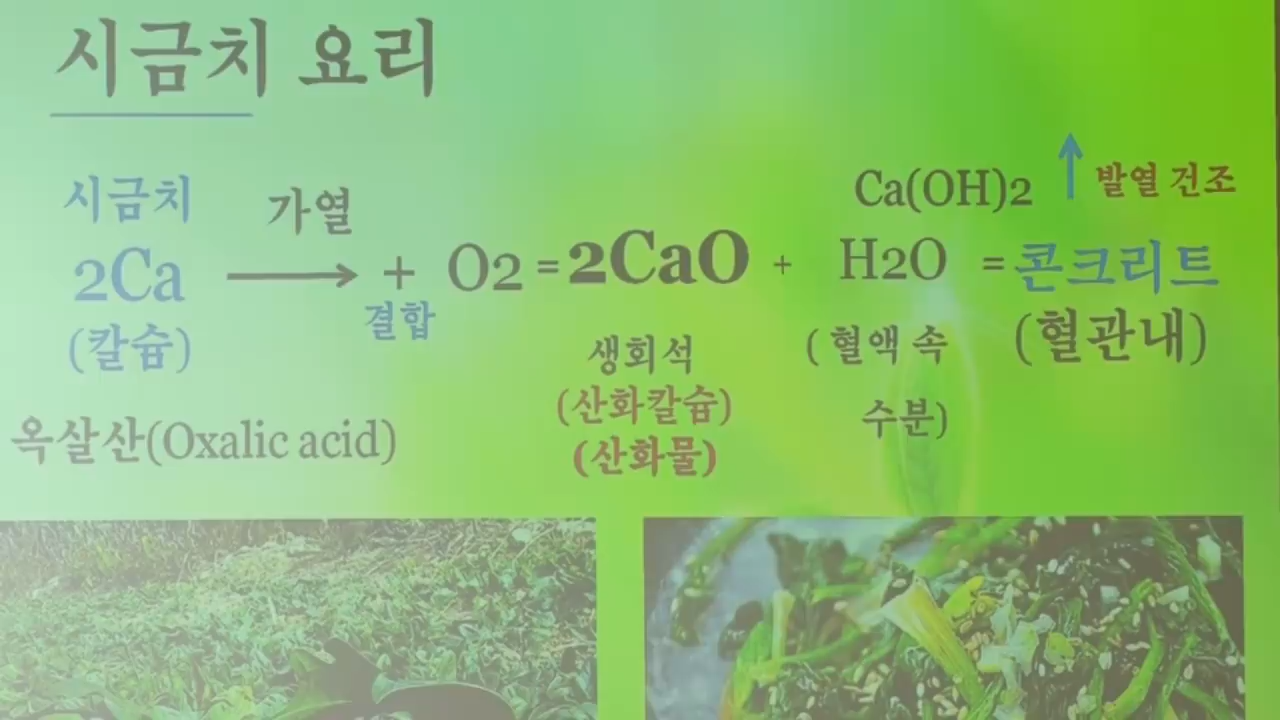 시금치 요리
Ca(OH)2 ↑ 발열 건조
시금치 가열
2Ca → + O2 = 2CaO + H2O = 콘크리트
(칼슘) 결합 생회석 ( 혈액 속 (혈관내)
(산화칼슘) 수분)
옥살산(Oxalic acid) (산화물)